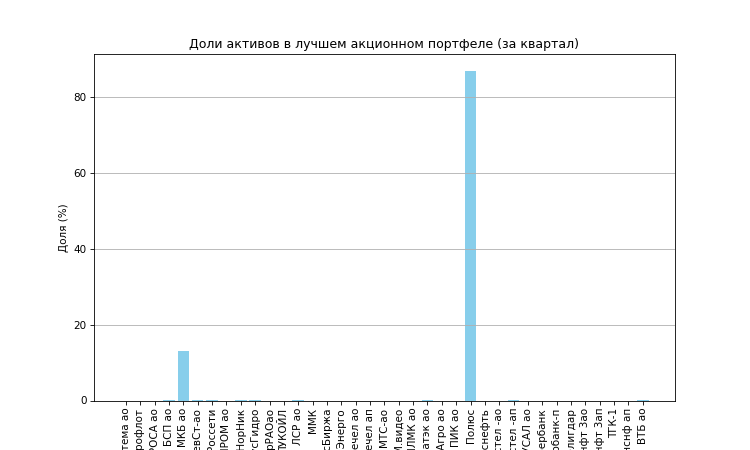 Доли активов в лучшем акционном портфеле (за квартал)
Доля (%)
80
60
40
20
0
тема ао
рофлот
РОСА ао
БСП ао
МКБ ао
евСт-ао
Россети
ПРОМ ао
НорНик
усГидро
рРАОао
ЛУКОЙЛ
ЛСР ао
ММК
сБиржа
Энерго
ечел ао
ечел ап
МТС-ао
М.видео
НЛМК ао
атэк ао
Агро ао
ПИК ао
Полюс
снефть
стел -ао
стел -ап
УСАЛ ао
ербанк
рбанк-п
лигдар
нфт 3ао
нфт 3ап
ТГК-1
нснф ап
ВТБ ао